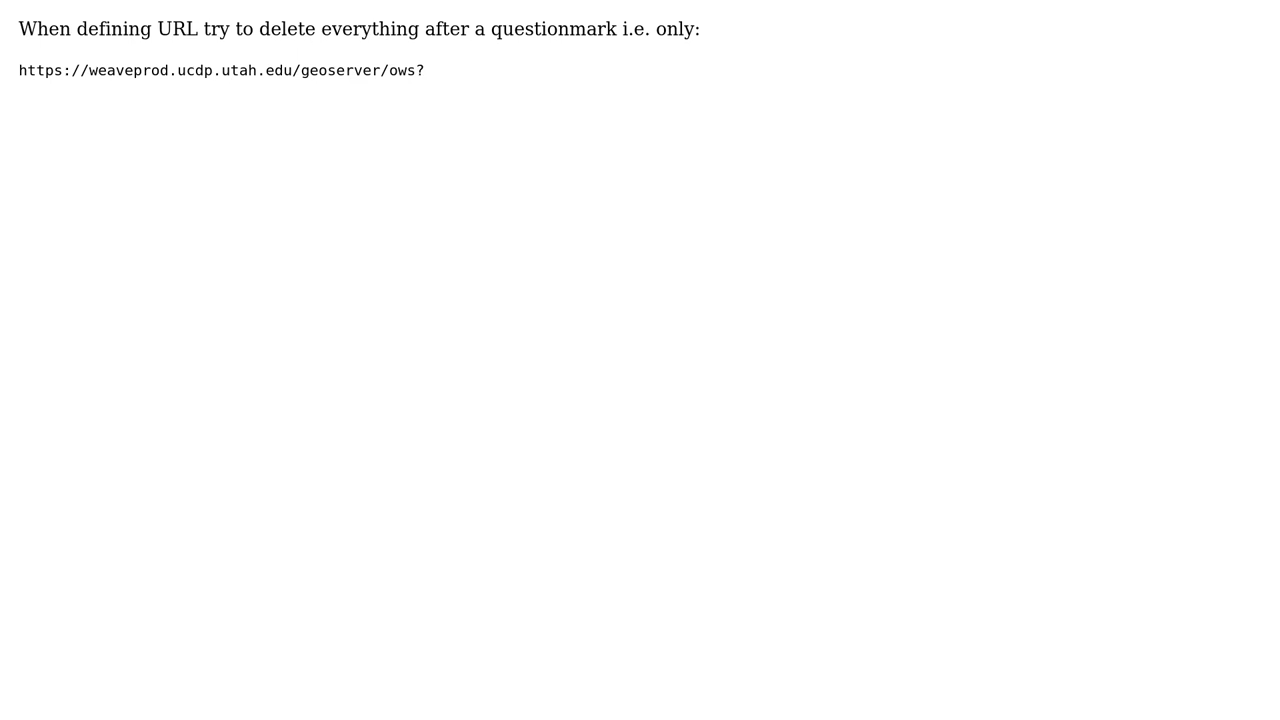 When defining URL try to delete everything after a questionmark i.e. only:
https://weaveprod.ucdp.utah.edu/geoserver/ows?